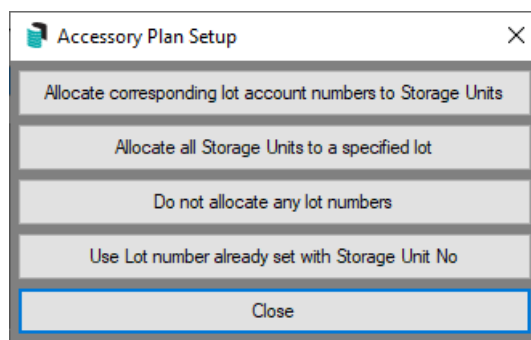 Accessory Plan Setup
Allocate corresponding lot account numbers to Storage Units
Allocate all Storage Units to a specified lot
Do not allocate any lot numbers
Use Lot number already set with Storage Unit No
Close